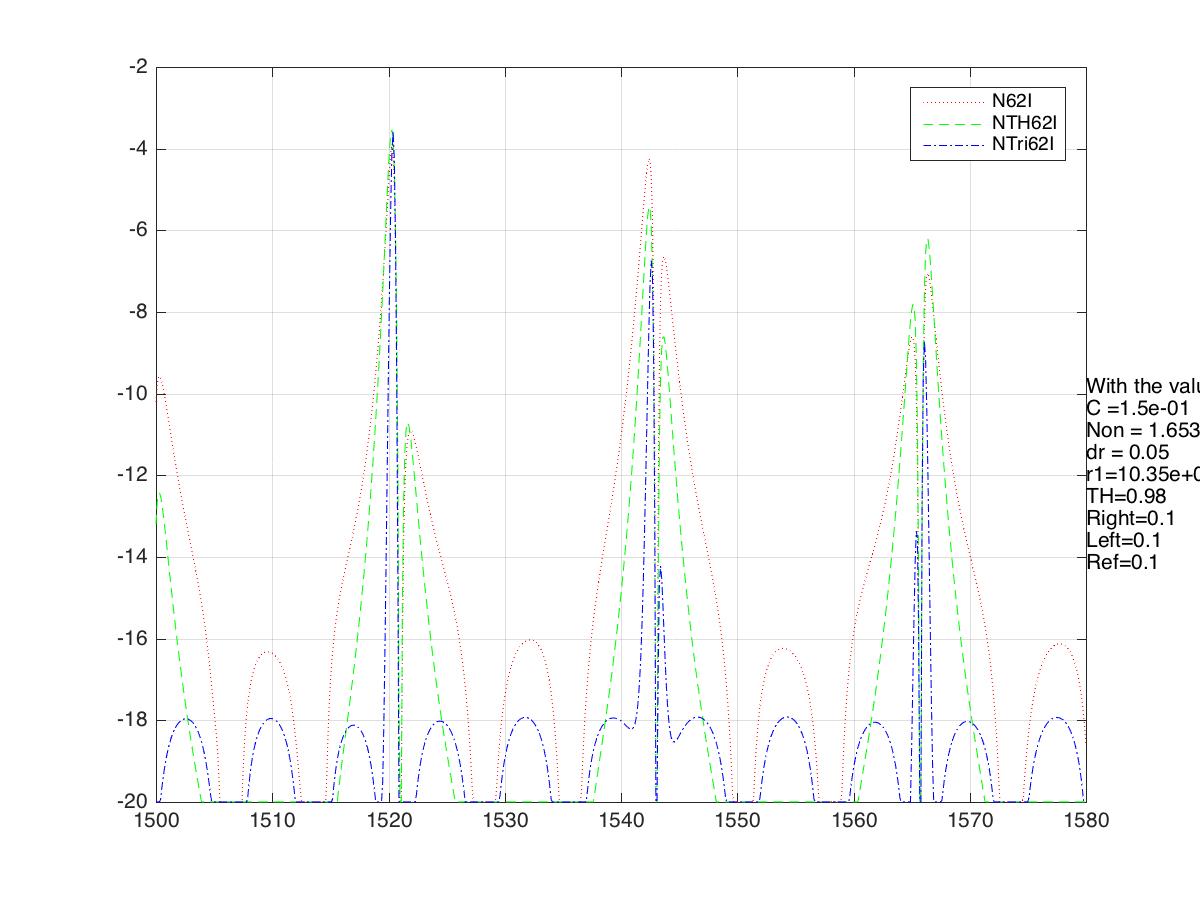 -2
-4
-6
-8
-10
-12
-14
-16
-18
-20
1500 1510 1520 1530 1540 1550 1560 1570 1580
N62I
NTH62I
NTri62I
With the valu
C =1.5e-01
Non = 1.653
dr = 0.05
r1=10.35e+0
TH=0.98
Right=0.1
Left=0.1
Ref=0.1